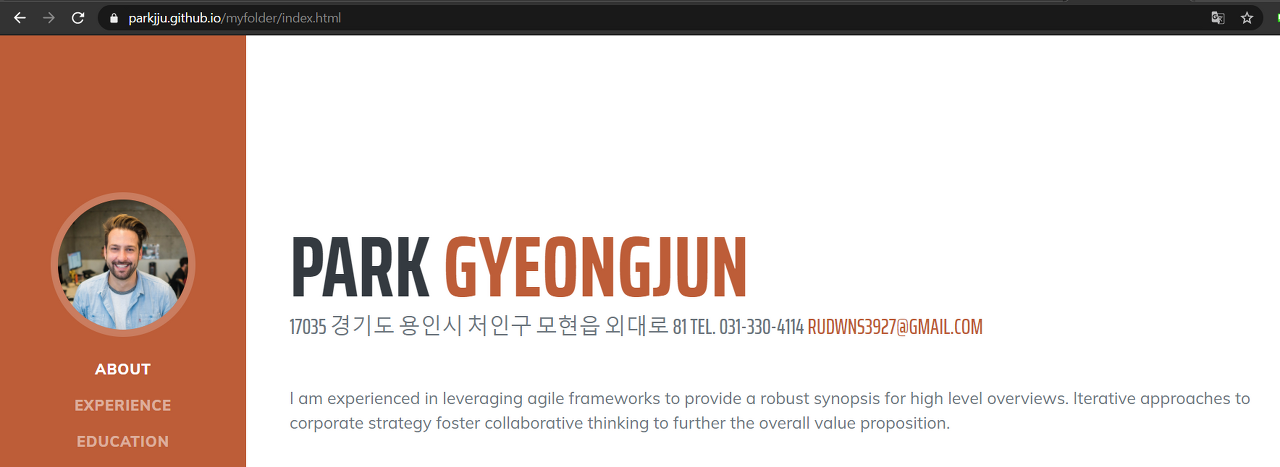 parkjju.github.io/myfolder/index.html
PARK GYEONGJUN
17035 경기도 용인시 처인구 모현읍 외대로 81 TEL. 031-330-4114 RUDWNS3927@GMAIL.COM
ABOUT
I am experienced in leveraging agile frameworks to provide a robust synopsis for high level overviews. Iterative approaches to
EXPERIENCE
corporate strategy foster collaborative thinking to further the overall value proposition.
EDUCATION